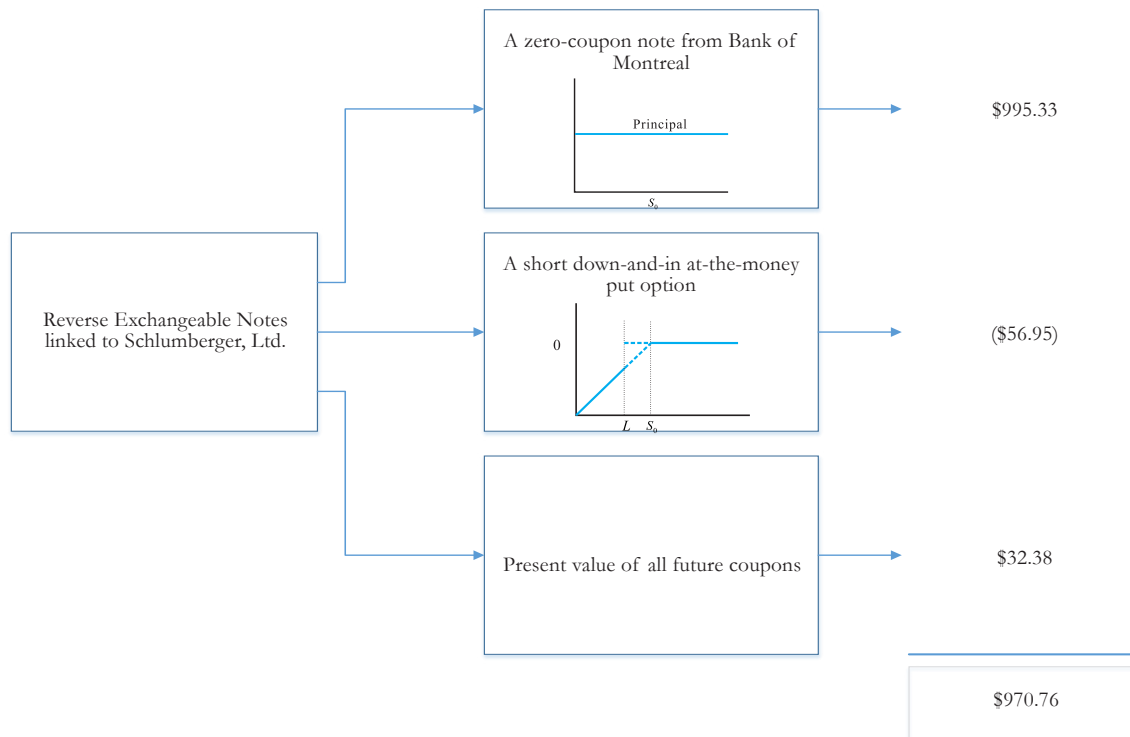 A zero-coupon note from Bank of
Montreal
Principal
S₀
$995.33
Reverse Exchangeable Notes
linked to Schlumberger, Ltd.
A short down-and-in at-the-money
put option
0
L S₀
($56.95)
Present value of all future coupons
$32.38
$970.76